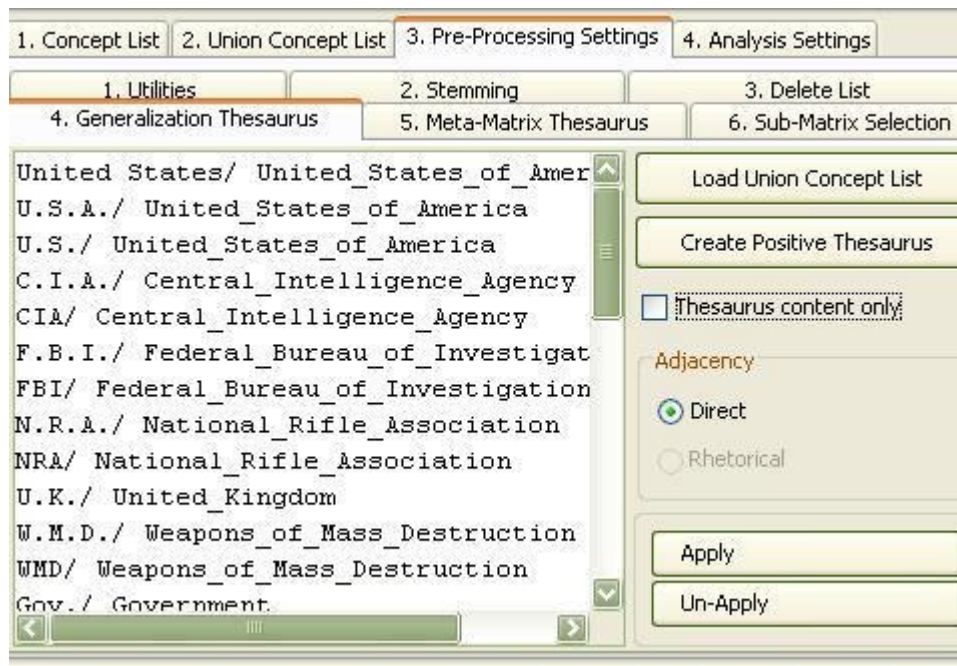 1. Concept List 2. Union Concept List 3. Pre-Processing Settings 4. Analysis Settings
1. Utilities 2. Stemming 3. Delete List
4. Generalization Thesaurus 5. Meta-Matrix Thesaurus 6. Sub-Matrix Selection
United States/ United_States_of_Amer
U.S.A./ United_States_of_America
U.S./ United_States_of_America
C.I.A./ Central_Intelligence_Agency
CIA/ Central_Intelligence_Agency
F.B.I./ Federal_Bureau_of_Investigat
FBI/ Federal_Bureau_of_Investigation
N.R.A./ National_Rifle_Association
NRA/ National_Rifle_Association
U.K./ United_Kingdom
W.M.D./ Weapons_of_Mass_Destruction
WMD/ Weapons_of_Mass_Destruction
Gov./ Government
Load Union Concept List
Create Positive Thesaurus
Thesaurus content only
Adjacency
Direct
Rhetorical
Apply
Un-Apply